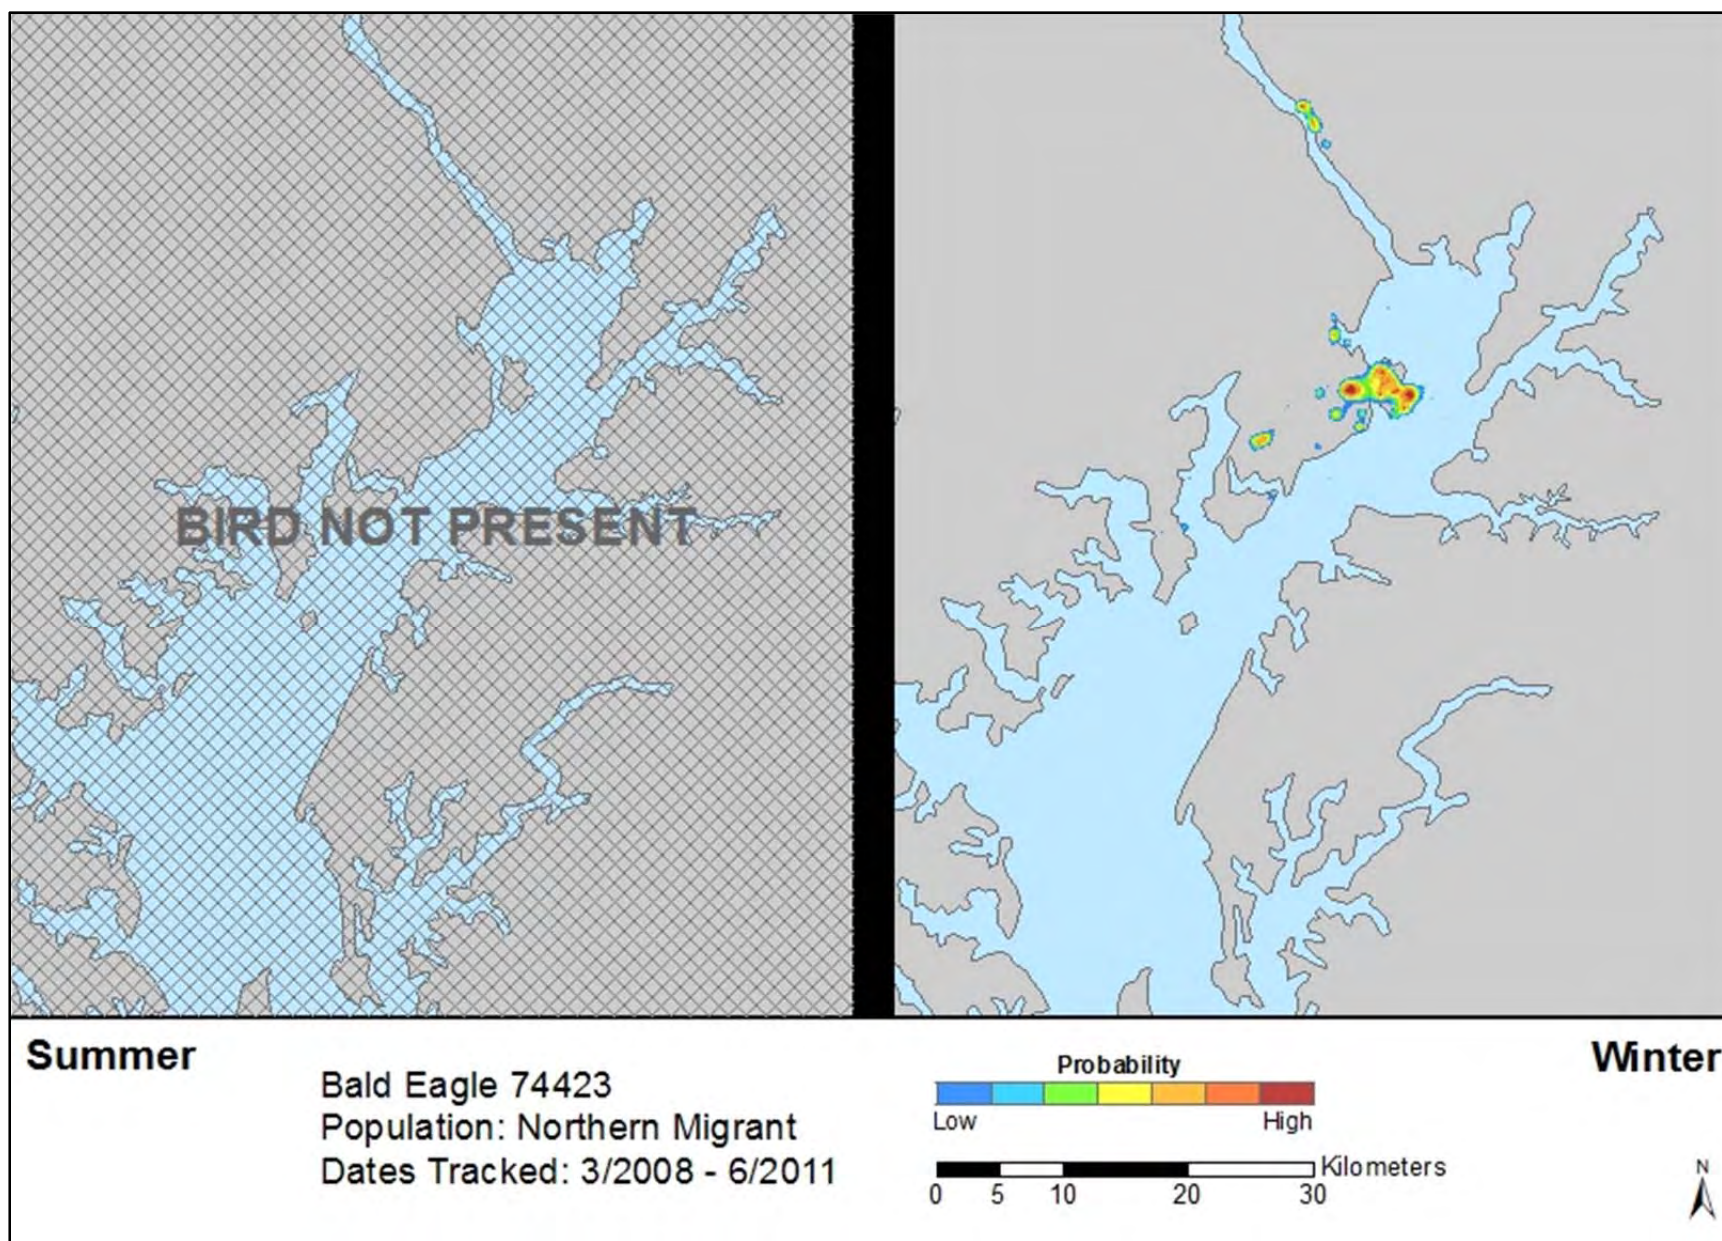 BIRD NOT PRESENT
Summer
Winter
Bald Eagle 74423
Population: Northern Migrant
Dates Tracked: 3/2008 - 6/2011
Probability
Low High
Kilometers
0 5 10 20 30
N